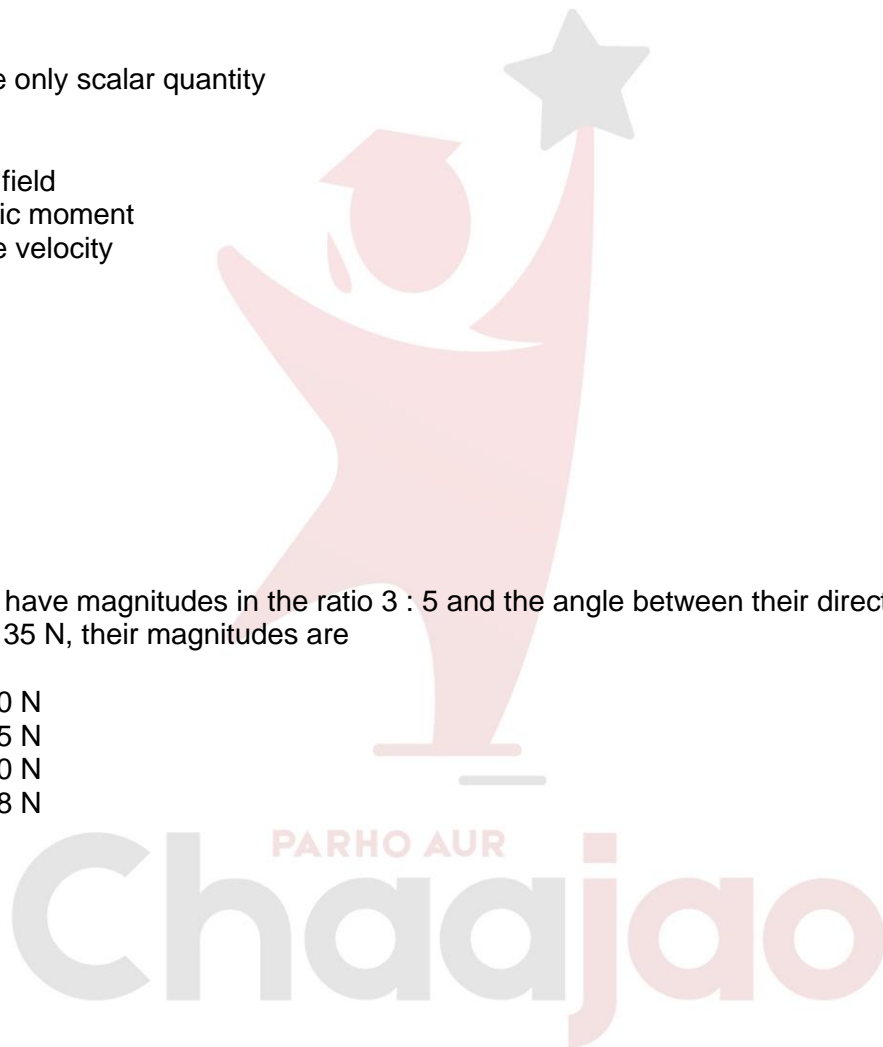 e only scalar quantity
field
ic moment
e velocity
have magnitudes in the ratio 3 : 5 and the angle between their direct
35 N, their magnitudes are
0 N
5 N
0 N
8 N
PARHO AUR
Chaajao